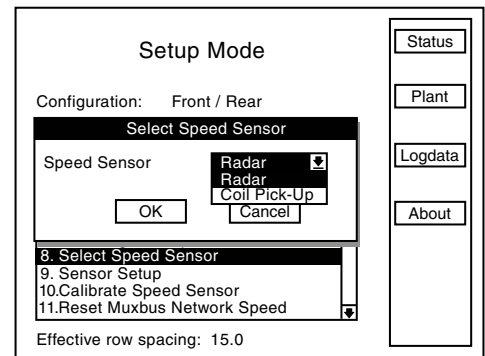 Setup Mode
Configuration: Front / Rear
Select Speed Sensor
Speed Sensor Radar
Radar
Coil Pick-Up
OK Cancel
8. Select Speed Sensor
9. Sensor Setup
10.Calibrate Speed Sensor
11.Reset Muxbus Network Speed
Effective row spacing: 15.0
Status
Plant
Logdata
About